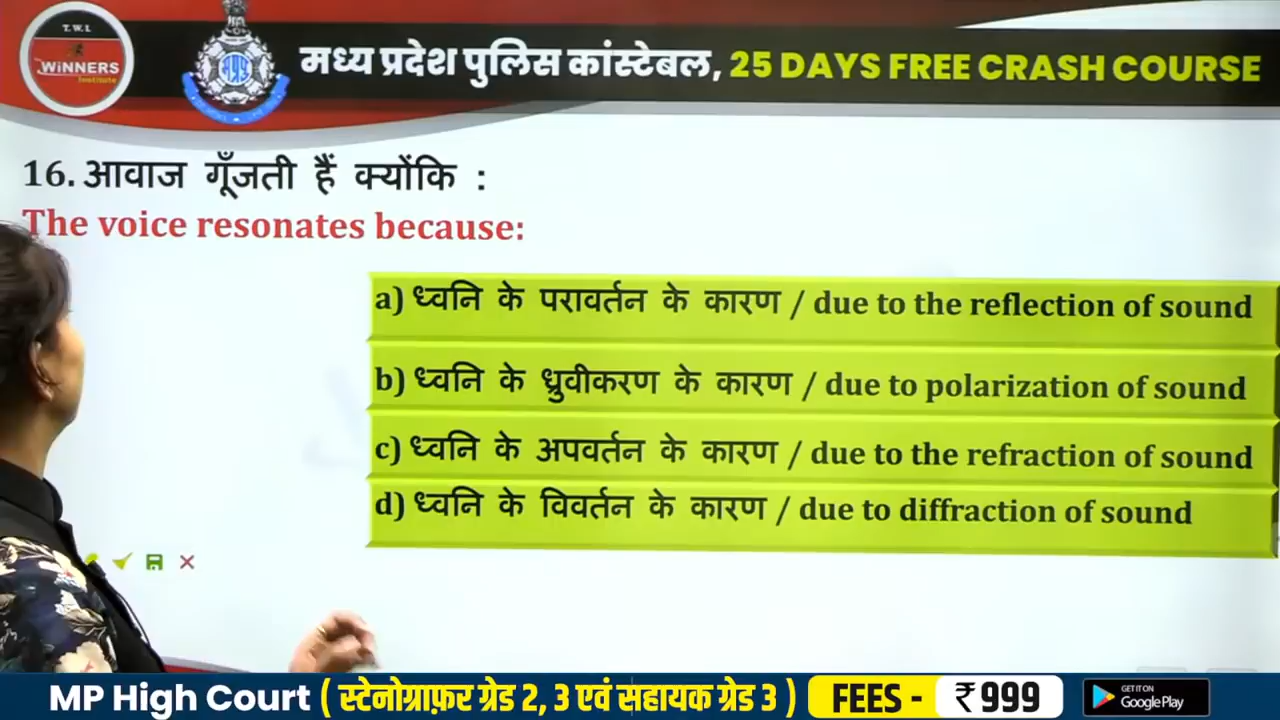 T.W.I.
WiNNERS
Institute
मध्य प्रदेश पुलिस कांस्टेबल, 25 DAYS FREE CRASH COURSE
16. आवाज गूँजती हैं क्योंकि :
The voice resonates because:
a) ध्वनि के परावर्तन के कारण / due to the reflection of sound
b) ध्वनि के ध्रुवीकरण के कारण / due to polarization of sound
c) ध्वनि के अपवर्तन के कारण / due to the refraction of sound
d) ध्वनि के विवर्तन के कारण / due to diffraction of sound
MP High Court ( स्टेनोग्राफ़र ग्रेड 2, 3 एवं सहायक ग्रेड 3 ) FEES - ₹999 GET IT ON Google Play